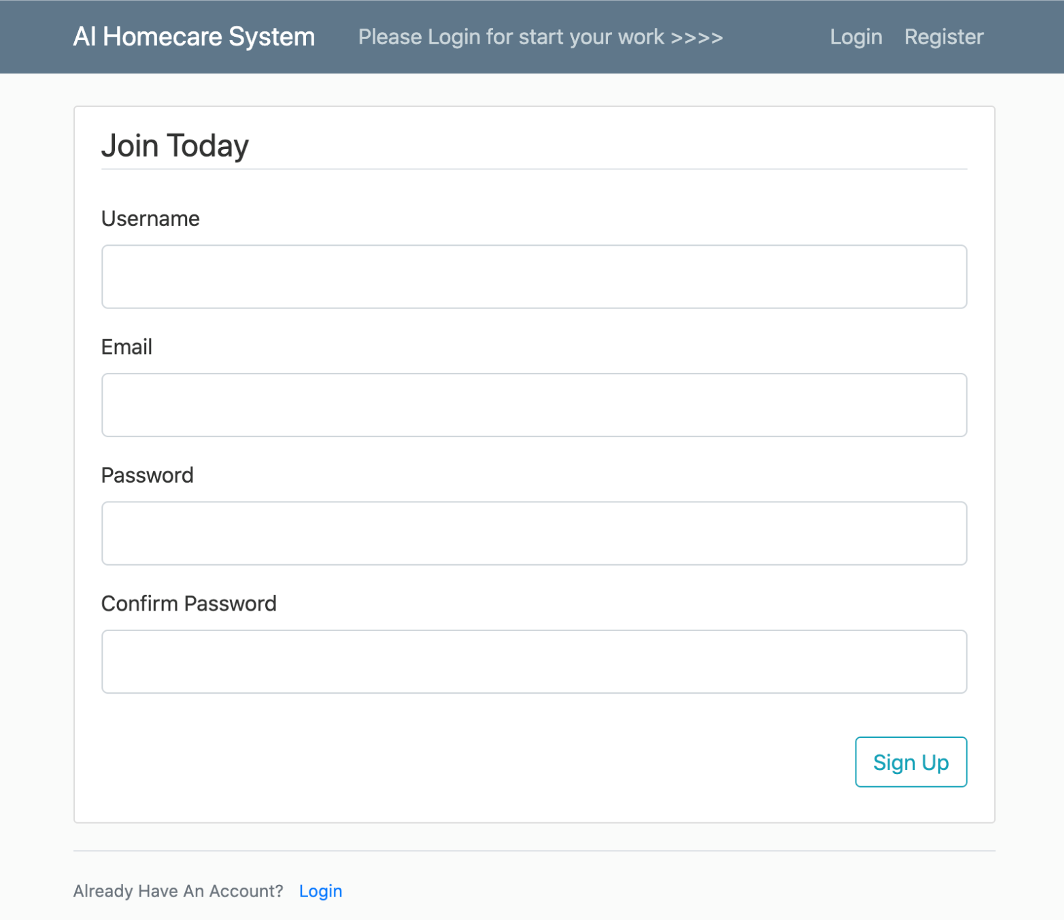 AI Homecare System Please Login for start your work >>>> Login Register
Join Today
Username
Email
Password
Confirm Password
Sign Up
Already Have An Account? Login